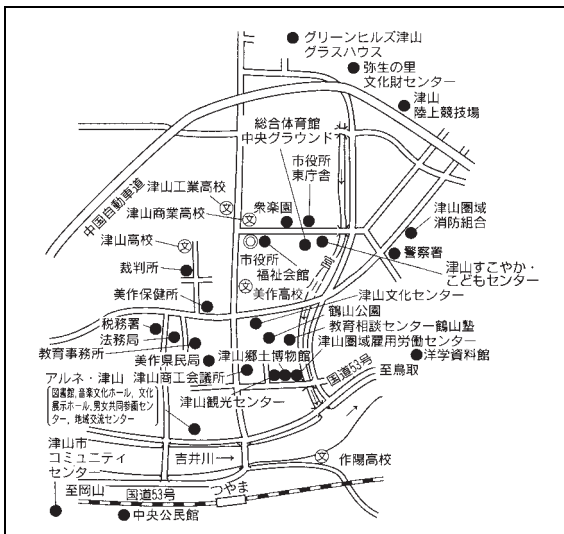 グリーンヒルズ津山
グラスハウス
弥生の里
文化財センター
津山
陸上競技場
総合体育館
中央グラウンド
市役所
東庁舎
中国自動車道
津山工業高校
津山商業高校
衆楽園
津山高校
津山圏域
消防組合
裁判所
市役所
福祉会館
宮川
警察署
津山すこやか・
こどもセンター
美作保健所
美作高校
津山文化センター
鶴山公園
税務署
教育相談センター鶴山塾
法務局
津山郷土博物館
津山圏域雇用労働センター
教育事務所
美作県民局
洋学資料館
国道53号
至鳥取
アルネ・津山
津山商工会議所
図書館、音楽文化ホール、文化
展示ホール、男女共同参画セン
ター、地域交流センター
津山観光センター
津山市
コミュニティ
センター
吉井川→
作陽高校
至岡山
国道53号
つやま
中央公民館
文
文
文
文
文